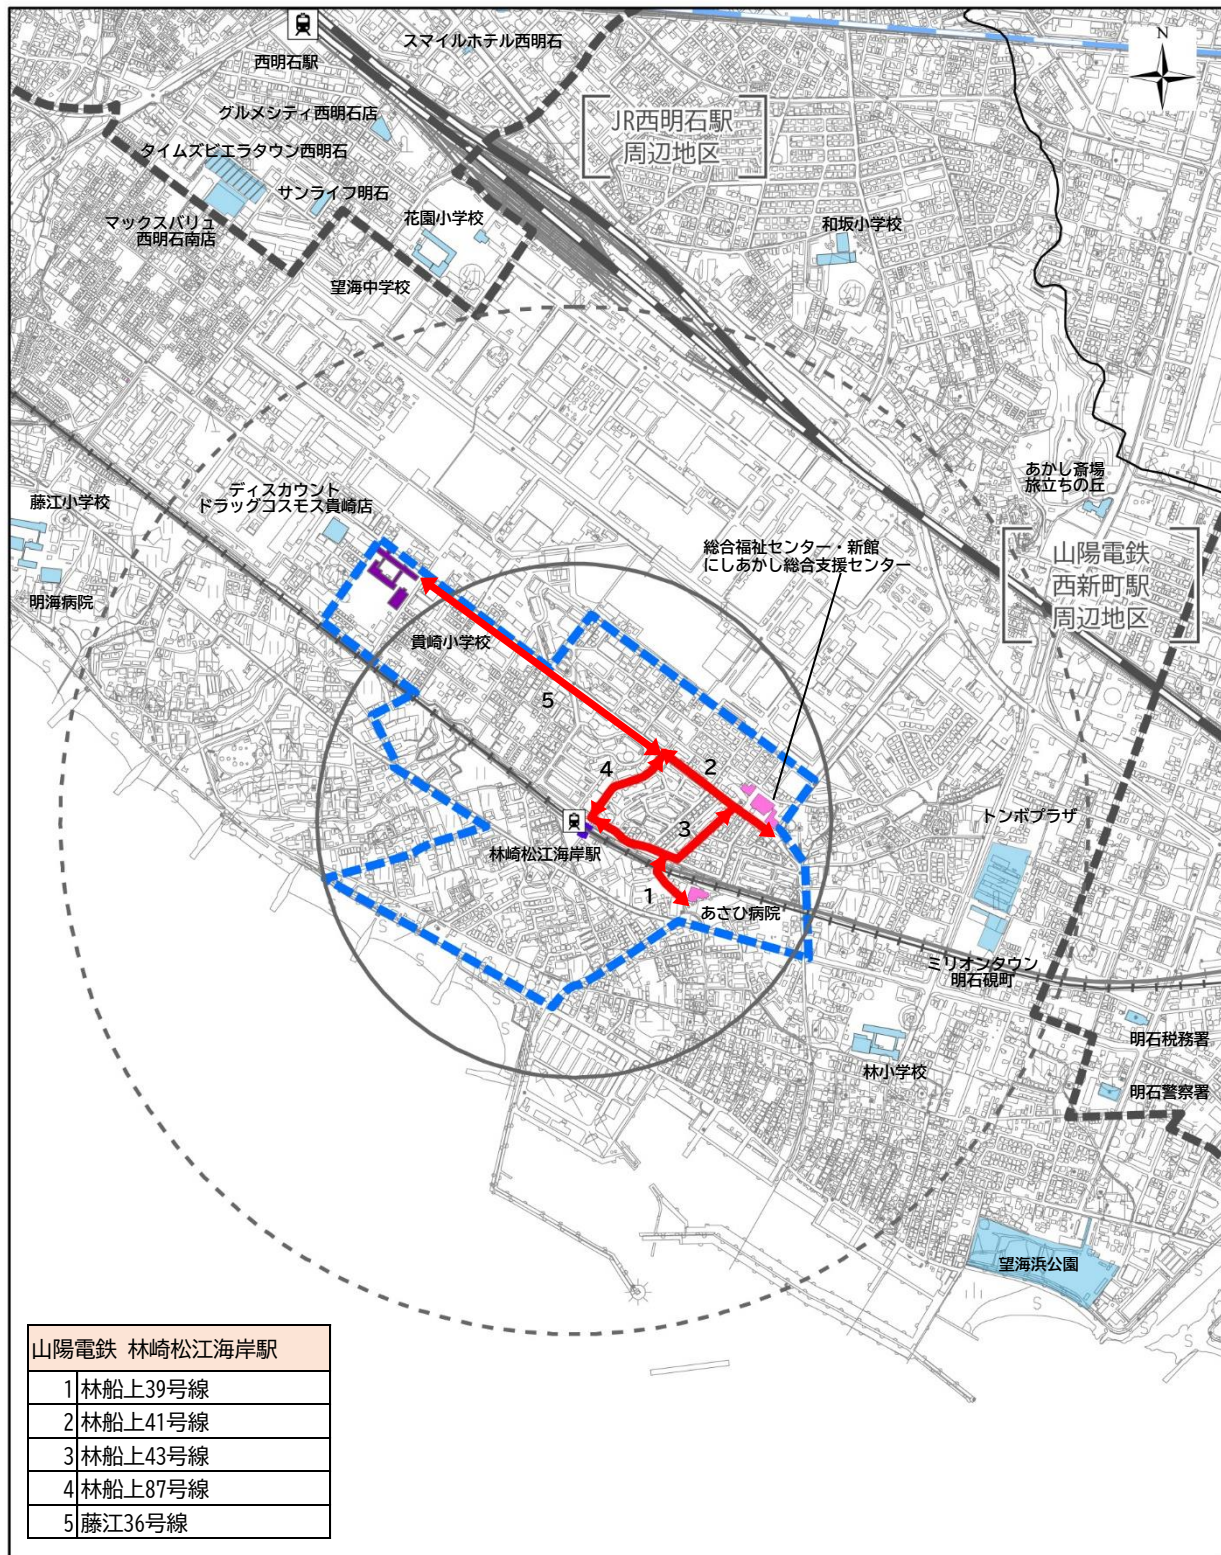 N
スマイルホテル西明石
西明石駅
グルメシティ西明石店
JR西明石駅
周辺地区
タイムズビエラタウン西明石
サンライフ明石
マックスバリュ
西明石南店
花園小学校
和坂小学校
望海中学校
あかし斎場
旅立ちの丘
ディスカウント
ドラッグコスモス貴崎店
藤江小学校
総合福祉センター・新館
にしあかし総合支援センター
山陽電鉄
西新町駅
周辺地区
明海病院
貴崎小学校
5
4
2
3
トンボプラザ
林崎松江海岸駅
1
あさひ病院
ミリオンタウン
明石硯町
明石税務署
林小学校
明石警察署
望海浜公園
山陽電鉄 林崎松江海岸駅
1 林船上39号線
2 林船上41号線
3 林船上43号線
4 林船上87号線
5 藤江36号線